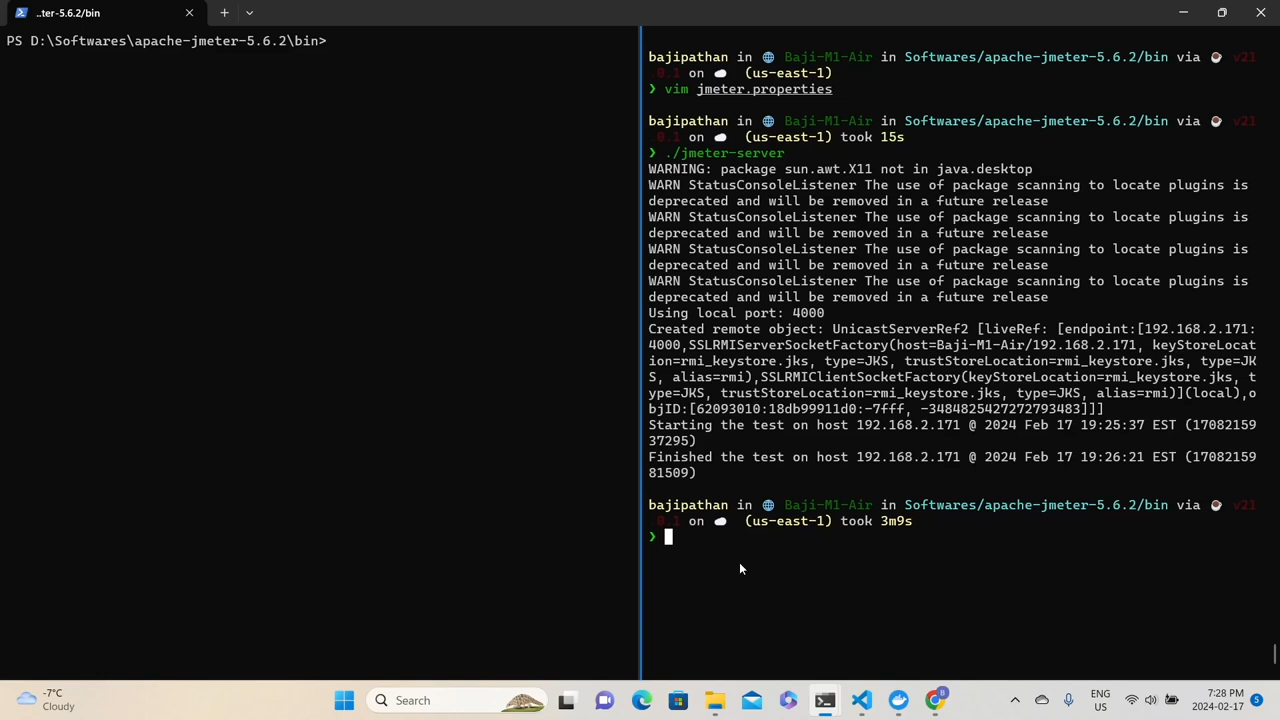 ..ter-5.6.2/bin
PS D:\Softwares\apache-jmeter-5.6.2\bin>
bajipathan in Baji-M1-Air in Softwares/apache-jmeter-5.6.2/bin via v21
.0.1 on (us-east-1)
❯ vim jmeter.properties
bajipathan in Baji-M1-Air in Softwares/apache-jmeter-5.6.2/bin via v21
.0.1 on (us-east-1) took 15s
❯ ./jmeter-server
WARNING: package sun.awt.X11 not in java.desktop
WARN StatusConsoleListener The use of package scanning to locate plugins is
deprecated and will be removed in a future release
WARN StatusConsoleListener The use of package scanning to locate plugins is
deprecated and will be removed in a future release
WARN StatusConsoleListener The use of package scanning to locate plugins is
deprecated and will be removed in a future release
WARN StatusConsoleListener The use of package scanning to locate plugins is
deprecated and will be removed in a future release
Using local port: 4000
Created remote object: UnicastServerRef2 [liveRef: [endpoint:[192.168.2.171:
4000,SSLRMIServerSocketFactory(host=Baji-M1-Air/192.168.2.171, keyStoreLocat
ion=rmi_keystore.jks, type=JKS, trustStoreLocation=rmi_keystore.jks, type=JK
S, alias=rmi),SSLRMIClientSocketFactory(keyStoreLocation=rmi_keystore.jks, t
ype=JKS, trustStoreLocation=rmi_keystore.jks, type=JKS, alias=rmi)](local),o
bjID:[62093010:18db99911d0:-7fff, -3484825427272793483]]]
Starting the test on host 192.168.2.171 @ 2024 Feb 17 19:25:37 EST (17082159
37295)
Finished the test on host 192.168.2.171 @ 2024 Feb 17 19:26:21 EST (17082159
81509)
bajipathan in Baji-M1-Air in Softwares/apache-jmeter-5.6.2/bin via v21
.0.1 on (us-east-1) took 3m9s
❯
-7°C
Cloudy
Search
B
ENG
US
7:28 PM
2024-02-17
5